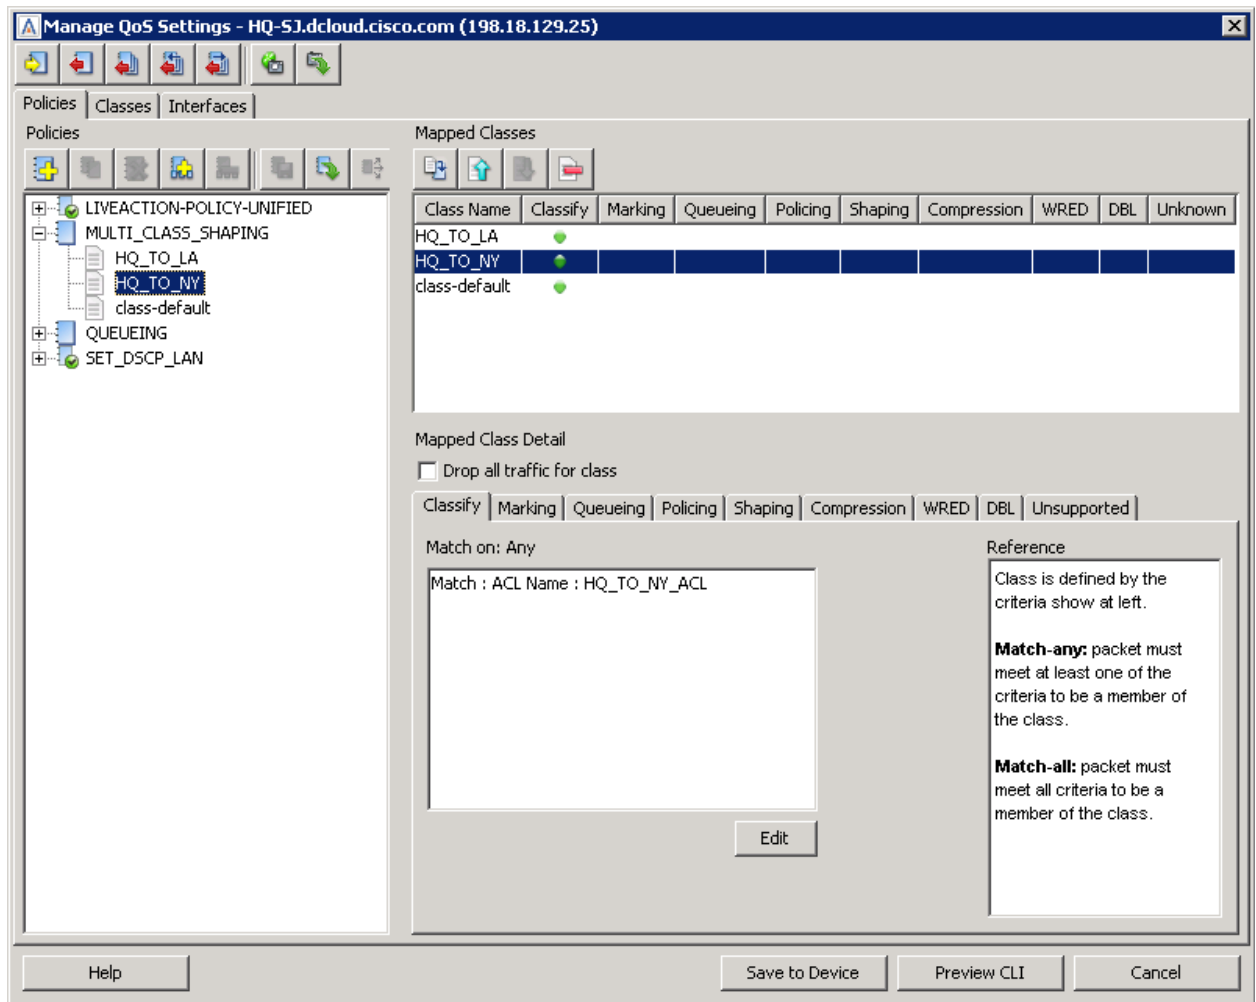 Manage QoS Settings - HQ-SJ.dcloud.cisco.com (198.18.129.25)
Policies Classes Interfaces
Policies
LIVEACTION-POLICY-UNIFIED
MULTI_CLASS_SHAPING
HQ_TO_LA
HQ_TO_NY
class-default
QUEUEING
SET_DSCP_LAN
Mapped Classes
Class Name Classify Marking Queueing Policing Shaping Compression WRED DBL Unknown
HQ_TO_LA
HQ_TO_NY
class-default
Mapped Class Detail
Drop all traffic for class
Classify Marking Queueing Policing Shaping Compression WRED DBL Unsupported
Match on: Any
Match : ACL Name : HQ_TO_NY_ACL
Edit
Reference
Class is defined by the
criteria show at left.
Match-any: packet must
meet at least one of the
criteria to be a member of
the class.
Match-all: packet must
meet all criteria to be a
member of the class.
Help Save to Device Preview CLI Cancel